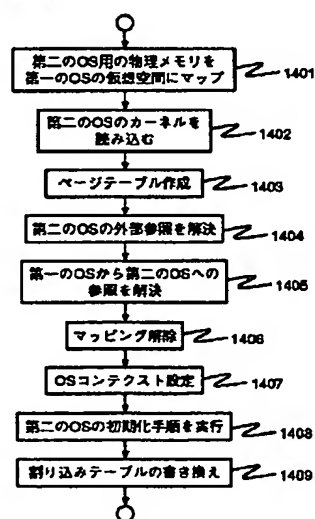 第二のOS用の物理メモリを
第一のOSの仮想空間にマップ
1401
第二のOSのカーネルを
読み込む
1402
ページテーブル作成
1403
第二のOSの外部参照を解決
1404
第一のOSから第二のOSへの
参照を解決
1405
マッピング解除
1406
OSコンテクスト設定
1407
第二のOSの初期化手順を実行
1408
割り込みテーブルの書き換え
1409